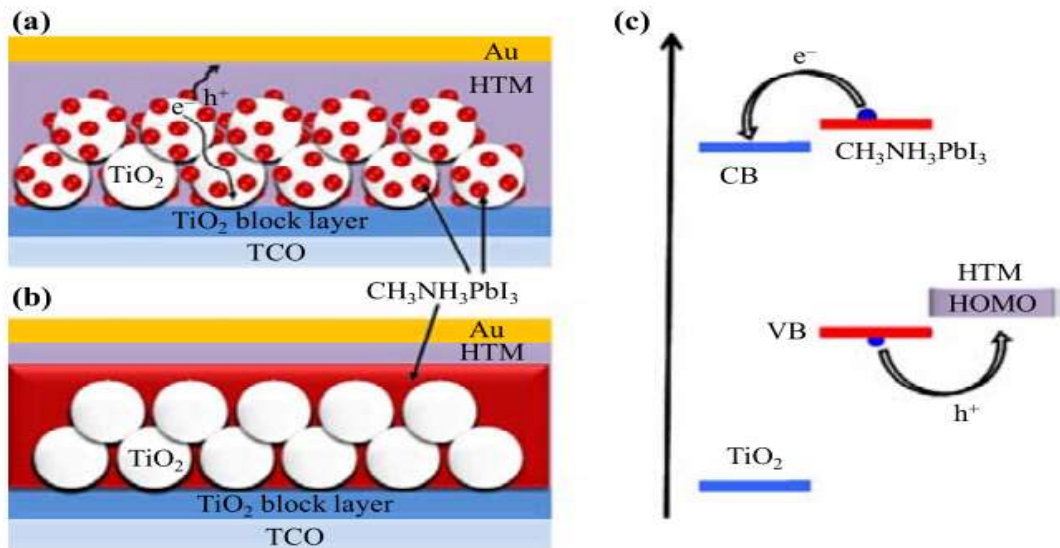 (a)
Au
HTM
e⁻ h⁺
TiO₂
TiO₂ block layer
TCO
CH₃NH₃PbI₃
(b)
Au
HTM
TiO₂
TiO₂ block layer
TCO
(c)
e⁻
CH₃NH₃PbI₃
CB
HTM
HOMO
VB
h⁺
TiO₂